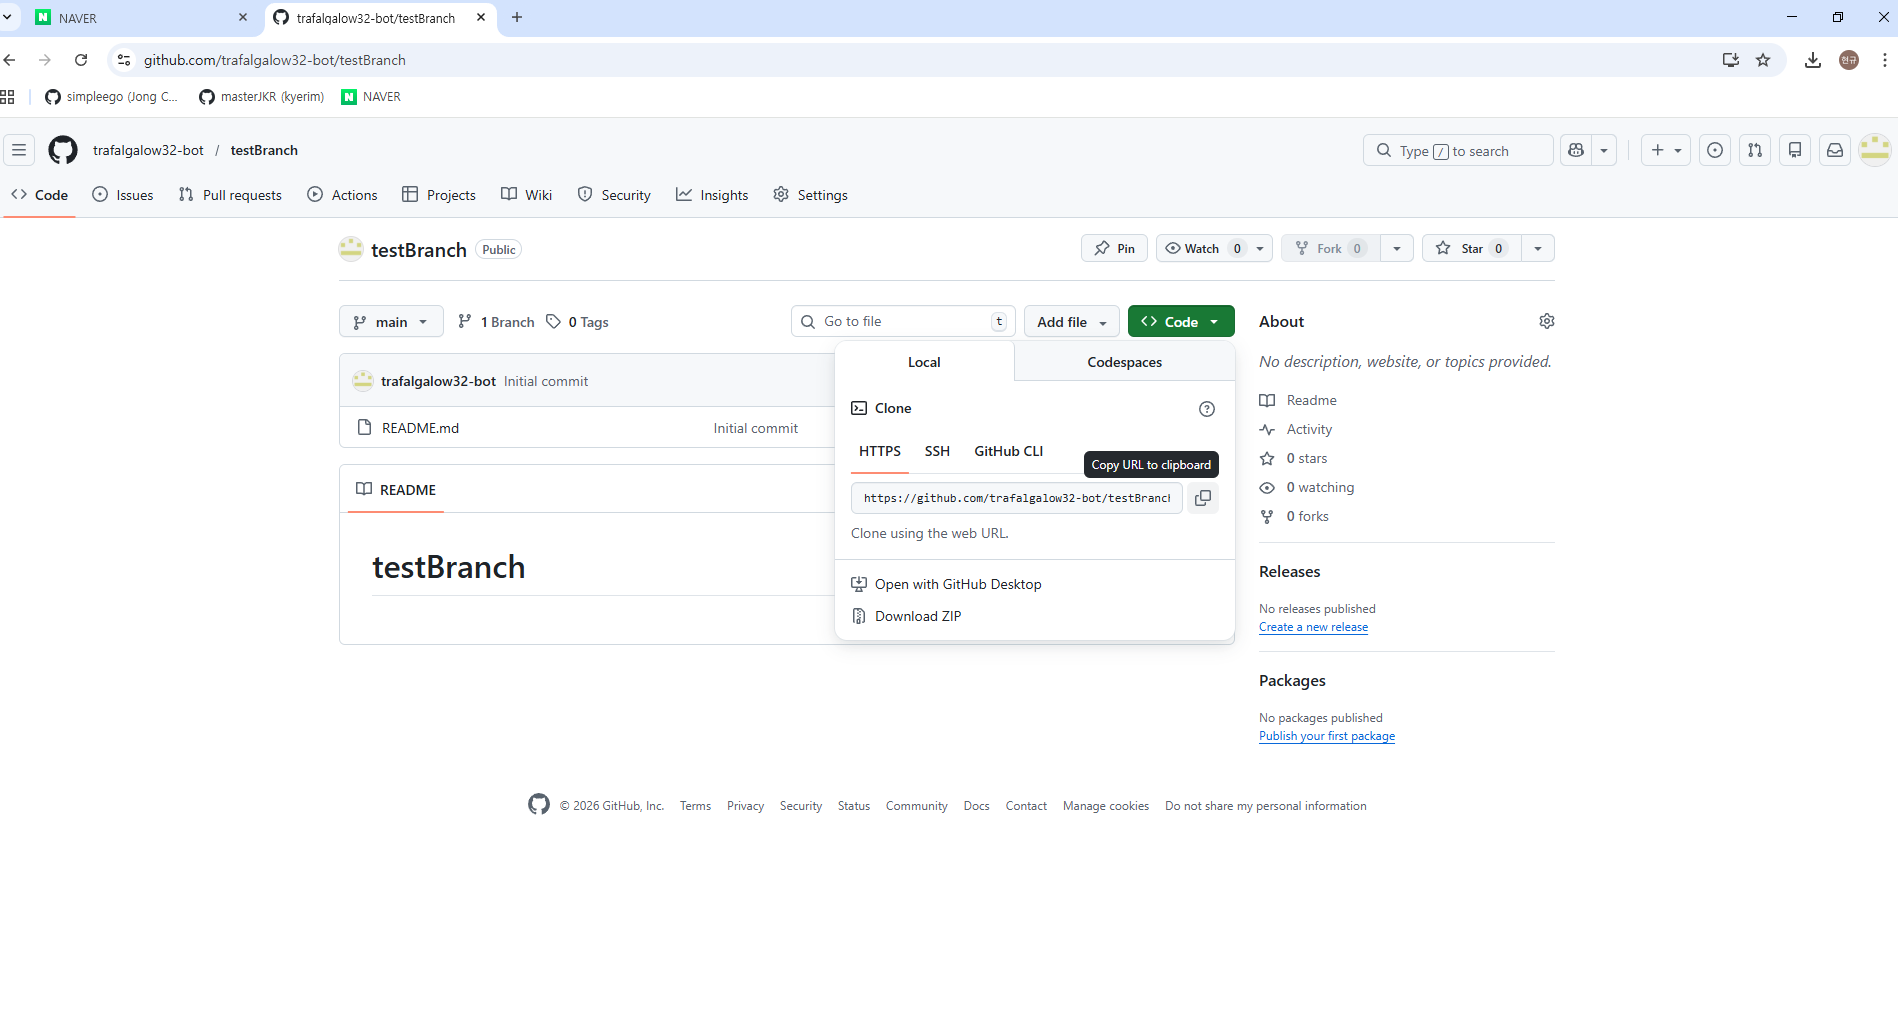 NAVER
trafalgalow32-bot/testBranch
github.com/trafalgalow32-bot/testBranch
현규
simpleego (Jong C...
masterJKR (kyerim)
NAVER
trafalgalow32-bot / testBranch
Type / to search
Code
Issues
Pull requests
Actions
Projects
Wiki
Security
Insights
Settings
testBranch Public
Pin
Watch 0
Fork 0
Star 0
main
1 Branch
0 Tags
Go to file t
Add file
Code
Local
Codespaces
Clone
HTTPS
SSH
GitHub CLI
Copy URL to clipboard
https://github.com/trafalgalow32-bot/testBranch
Clone using the web URL.
Open with GitHub Desktop
Download ZIP
trafalgalow32-bot Initial commit
README.md Initial commit
README
testBranch
About
No description, website, or topics provided.
Readme
Activity
0 stars
0 watching
0 forks
Releases
No releases published
Create a new release
Packages
No packages published
Publish your first package
© 2026 GitHub, Inc. Terms Privacy Security Status Community Docs Contact Manage cookies Do not share my personal information